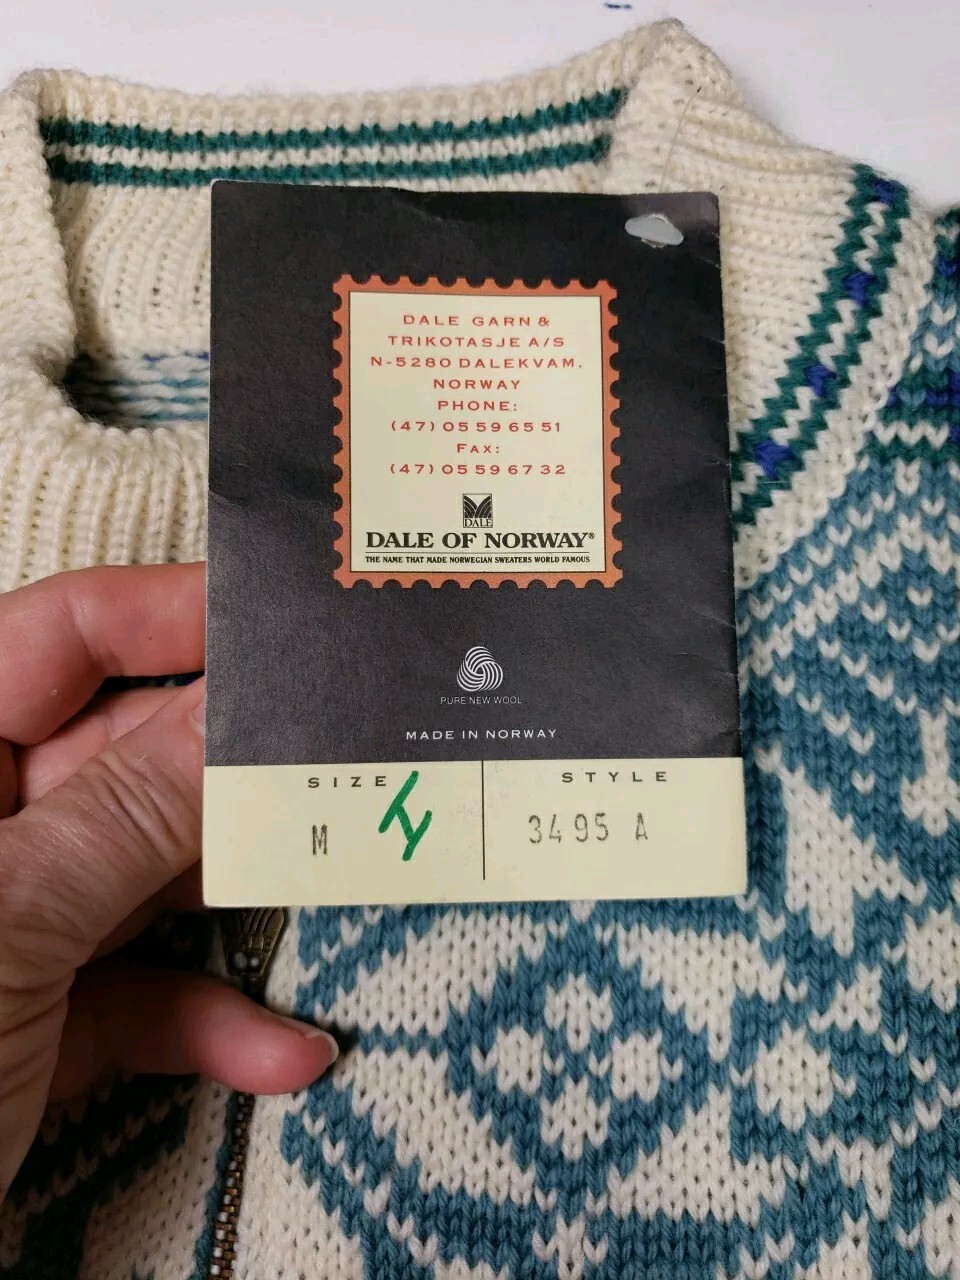 DALE GARN &
TRIKOTASJE A/S
N-5280 DALEKVAM,
NORWAY
PHONE:
(47) 05 59 65 51
FAX:
(47) 05 59 67 32
DALE
DALE OF NORWAY®
THE NAME THAT MADE NORWEGIAN SWEATERS WORLD FAMOUS
PURE NEW WOOL
MADE IN NORWAY
SIZE
M
STYLE
3495 A